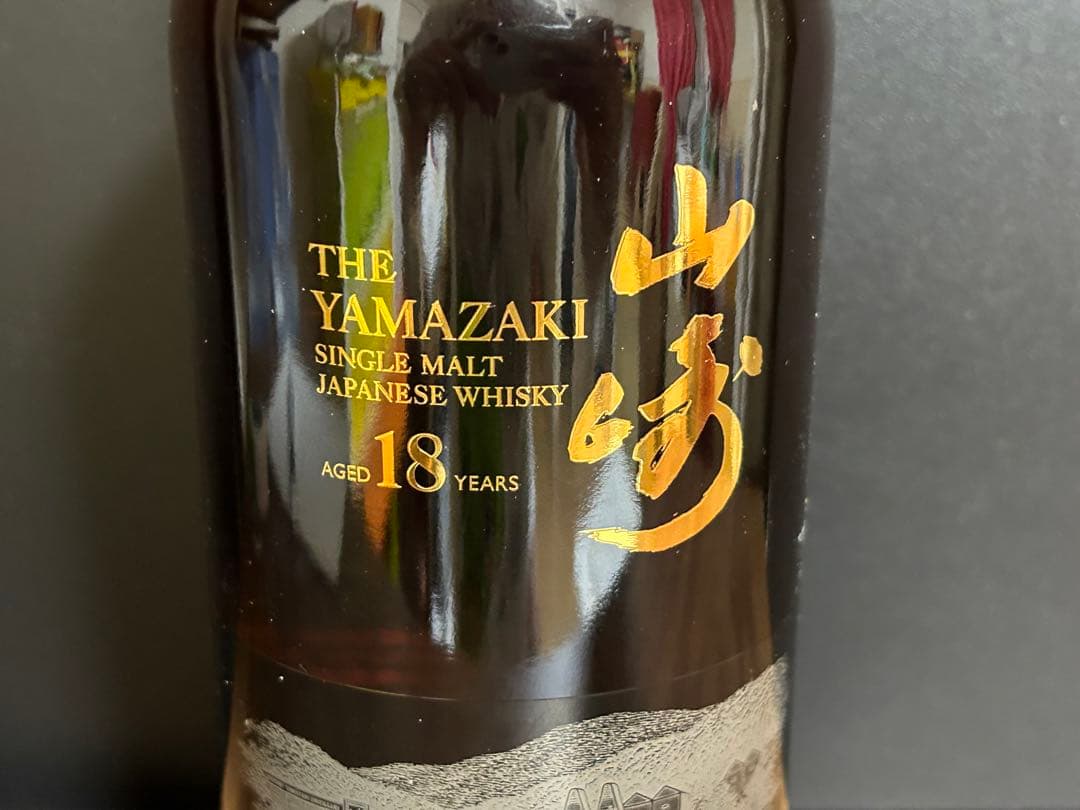 THE
YAMAZAKI
SINGLE MALT
JAPANESE WHISKY
AGED 18 YEARS
山崎